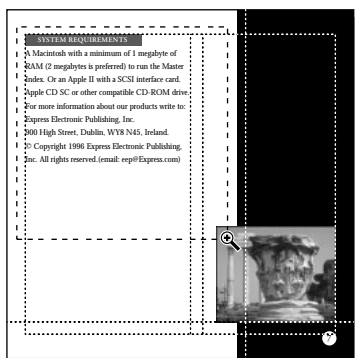 SYSTEM REQUIREMENTS
A Macintosh with a minimum of 1 megabyte of
RAM (2 megabytes is preferred) to run the Master
Index. Or an Apple II with a SCSI interface card.
Apple CD SC or other compatible CD-ROM drive.
For more information about our products write to:
Express Electronic Publishing, Inc.
900 High Street, Dublin, WY8 N45, Ireland.
© Copyright 1996 Express Electronic Publishing,
Inc. All rights reserved.(email: eep@Express.com)
7